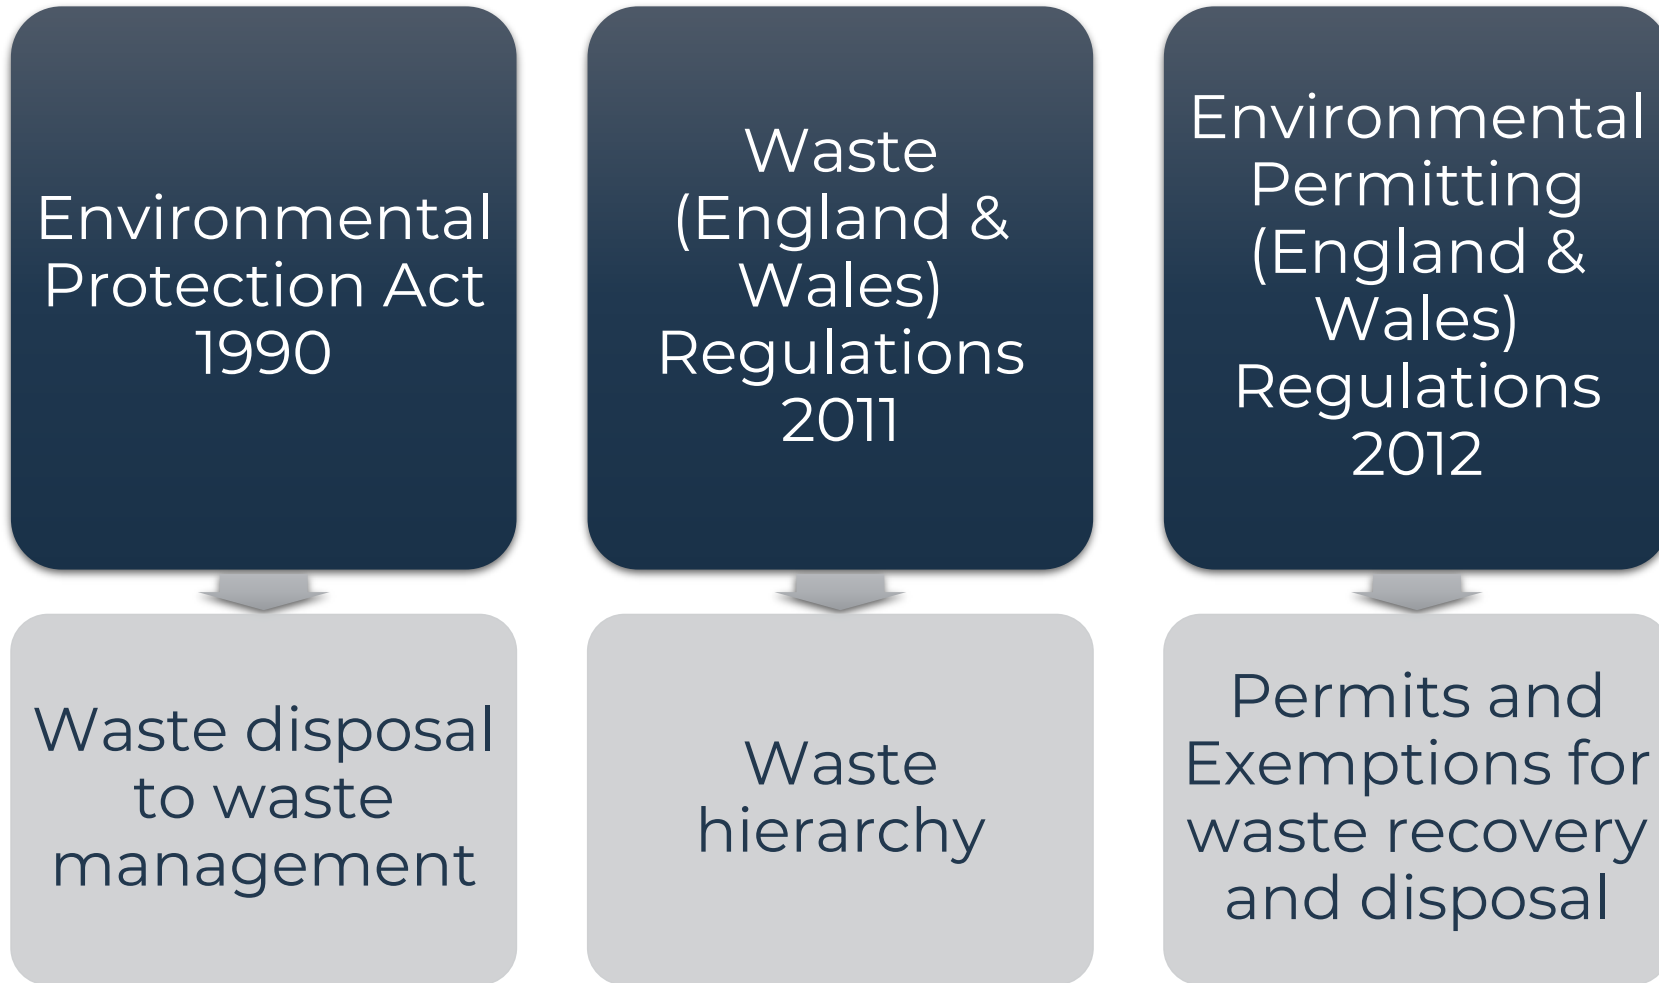 Environmental
Protection Act
1990
Waste disposal
to waste
management
Waste
(England &
Wales)
Regulations
2011
Waste
hierarchy
Environmental
Permitting
(England &
Wales)
Regulations
2012
Permits and
Exemptions for
waste recovery
and disposal